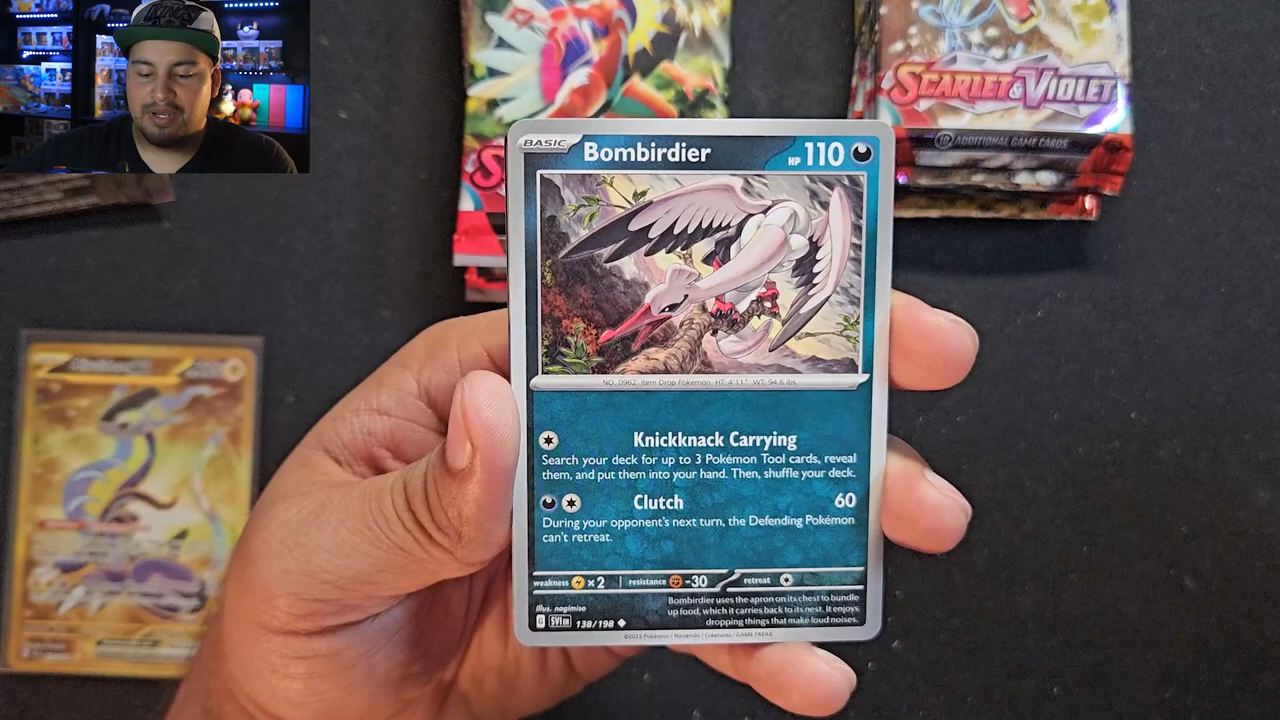 SCARLET & VIOLET
10 ADDITIONAL GAME CARDS
S
BASIC
Bombirdier
HP 110
NO. 0962 Item Drop Pokémon HT: 4'11" WT: 94.6 lbs.
Knickknack Carrying
Search your deck for up to 3 Pokémon Tool cards, reveal
them, and put them into your hand. Then, shuffle your deck.
Clutch 60
During your opponent's next turn, the Defending Pokémon
can't retreat.
weakness ×2 resistance -30 retreat
Illus. nagimiso
Bombirdier uses the apron on its chest to bundle
up food, which it carries back to its nest. It enjoys
dropping things that make loud noises.
G SVI EN 138/198
©2023 Pokémon / Nintendo / Creatures / GAME FREAK